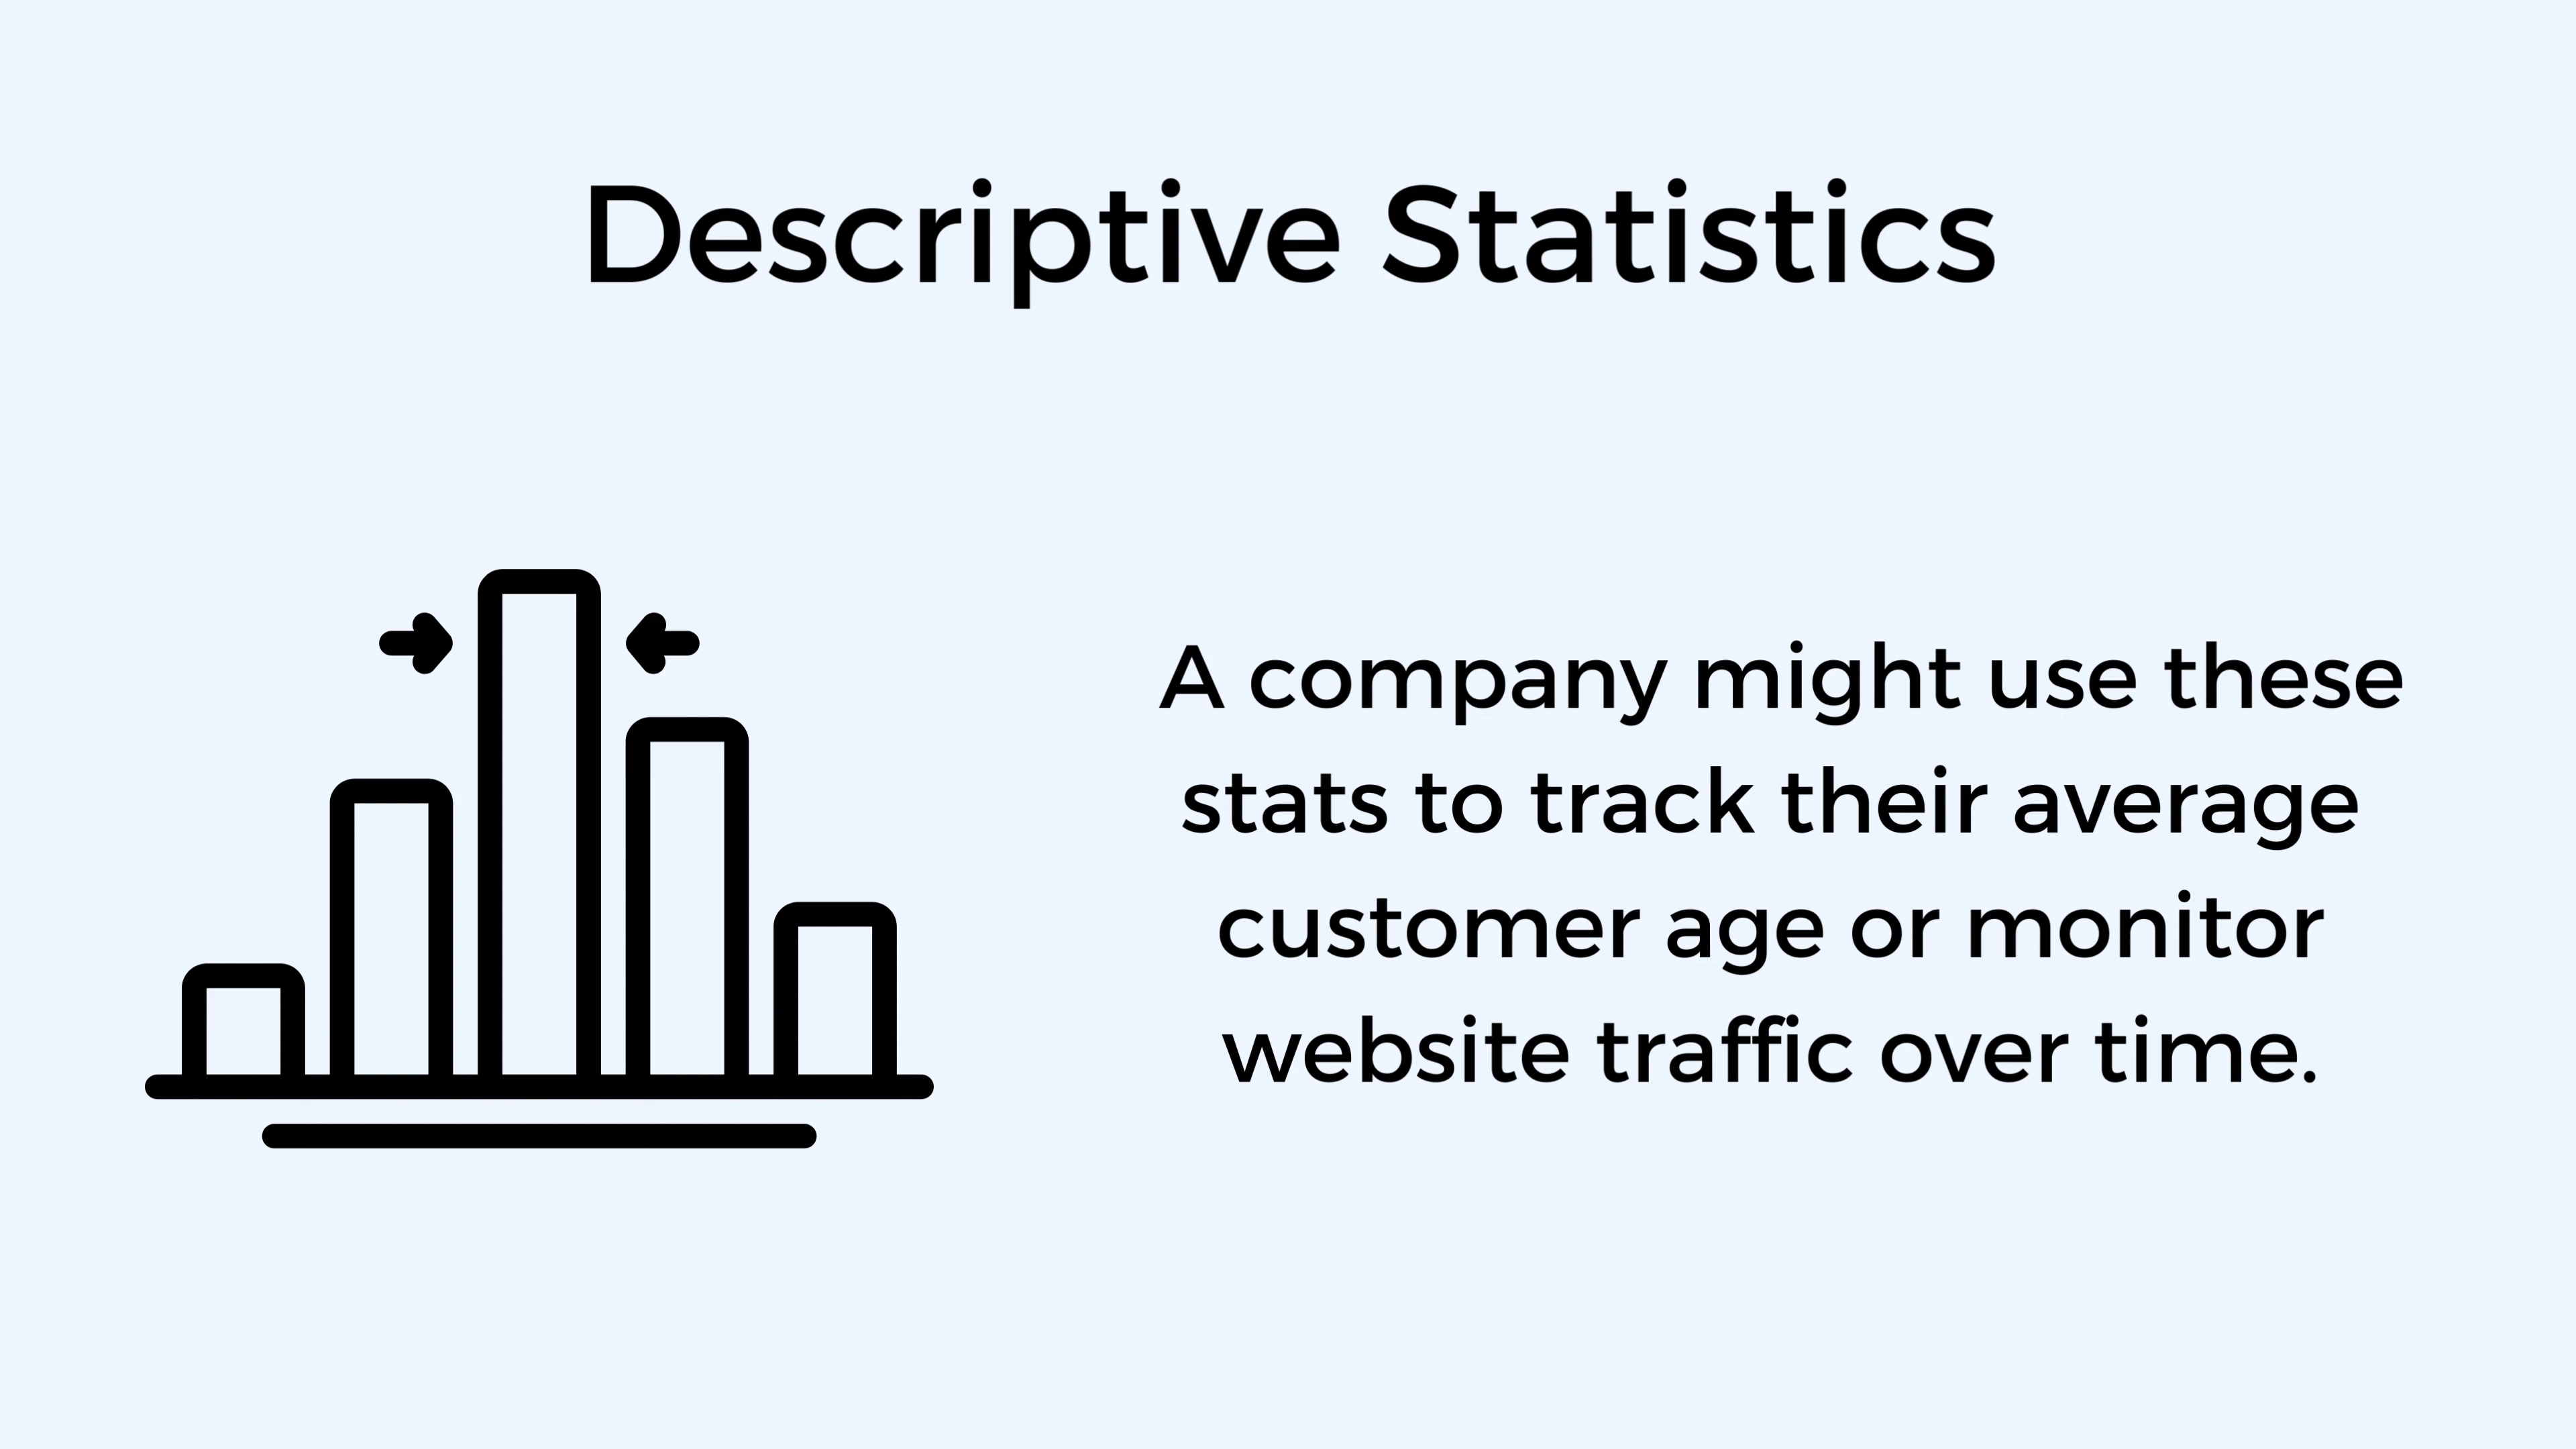 Descriptive Statistics
A company might use these
stats to track their average
customer age or monitor
website traffic over time.